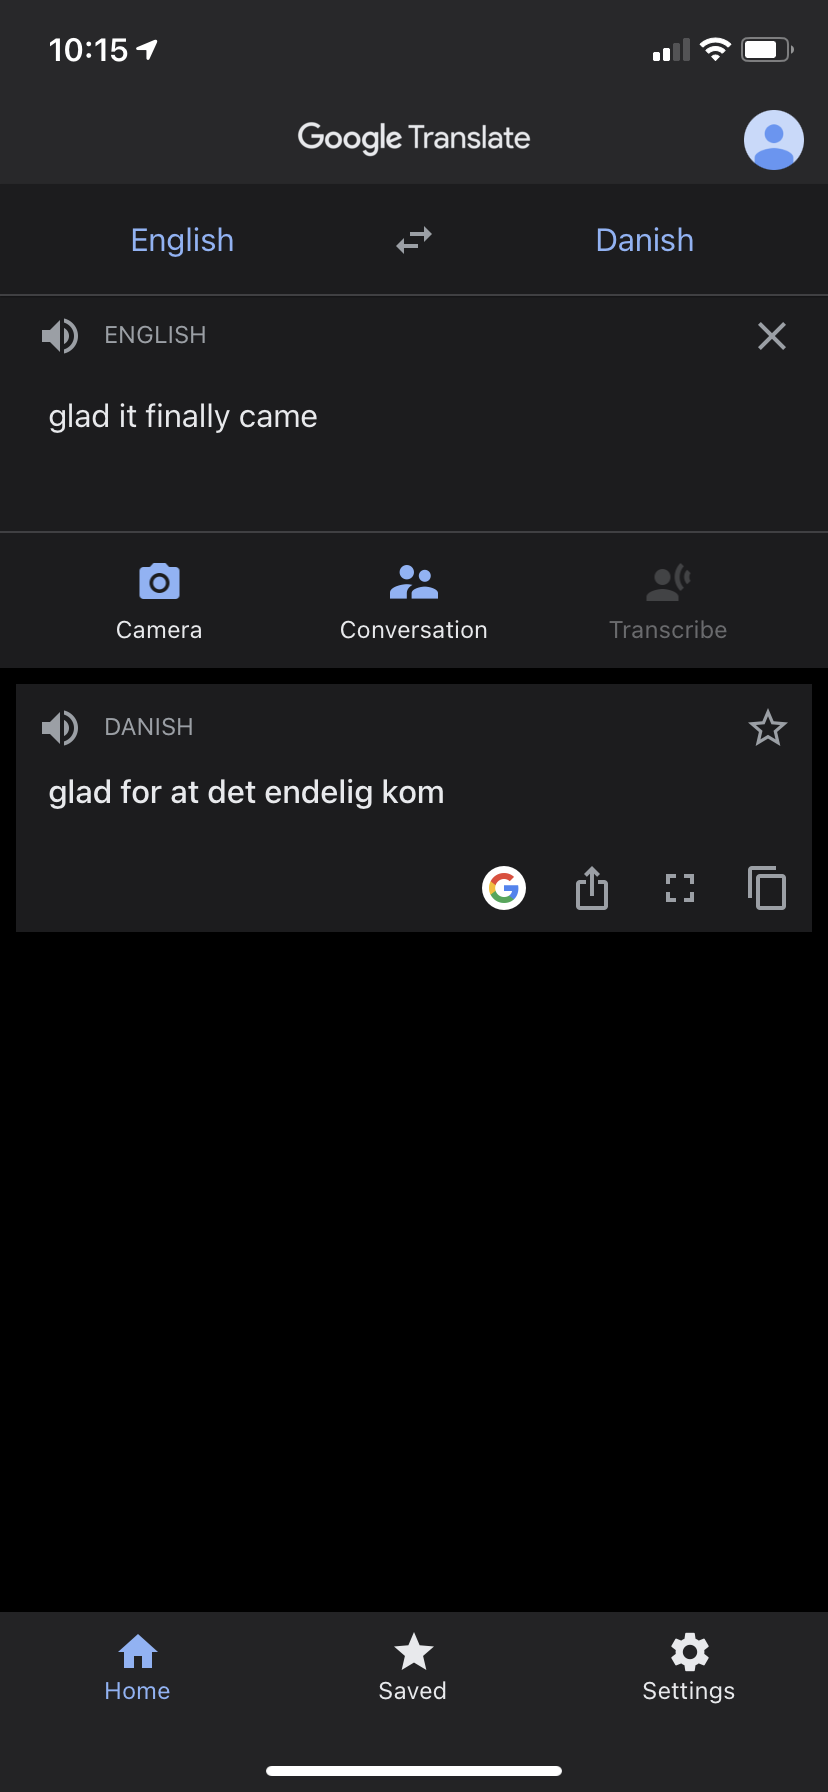 10:15
Google Translate
English
Danish
ENGLISH
glad it finally came
Camera
Conversation
Transcribe
DANISH
glad for at det endelig kom
G
Home
Saved
Settings